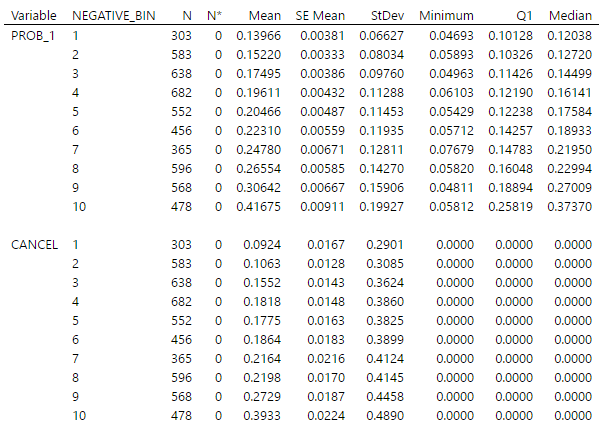 Variable NEGATIVE_BIN N N* Mean SE Mean StDev Minimum Q1 Median
PROB_1 1 303 0 0.13966 0.00381 0.06627 0.04693 0.10128 0.12038
2 583 0 0.15220 0.00333 0.08034 0.05893 0.10326 0.12720
3 638 0 0.17495 0.00386 0.09760 0.04963 0.11426 0.14499
4 682 0 0.19611 0.00432 0.11288 0.06103 0.12190 0.16141
5 552 0 0.20466 0.00487 0.11453 0.05429 0.12238 0.17584
6 456 0 0.22310 0.00559 0.11935 0.05712 0.14257 0.18933
7 365 0 0.24780 0.00671 0.12811 0.07679 0.14783 0.21950
8 596 0 0.26554 0.00585 0.14270 0.05820 0.16048 0.22994
9 568 0 0.30642 0.00667 0.15906 0.04811 0.18894 0.27009
10 478 0 0.41675 0.00911 0.19927 0.05812 0.25819 0.37370
CANCEL 1 303 0 0.0924 0.0167 0.2901 0.0000 0.0000 0.0000
2 583 0 0.1063 0.0128 0.3085 0.0000 0.0000 0.0000
3 638 0 0.1552 0.0143 0.3624 0.0000 0.0000 0.0000
4 682 0 0.1818 0.0148 0.3860 0.0000 0.0000 0.0000
5 552 0 0.1775 0.0163 0.3825 0.0000 0.0000 0.0000
6 456 0 0.1864 0.0183 0.3899 0.0000 0.0000 0.0000
7 365 0 0.2164 0.0216 0.4124 0.0000 0.0000 0.0000
8 596 0 0.2198 0.0170 0.4145 0.0000 0.0000 0.0000
9 568 0 0.2729 0.0187 0.4458 0.0000 0.0000 0.0000
10 478 0 0.3933 0.0224 0.4890 0.0000 0.0000 0.0000